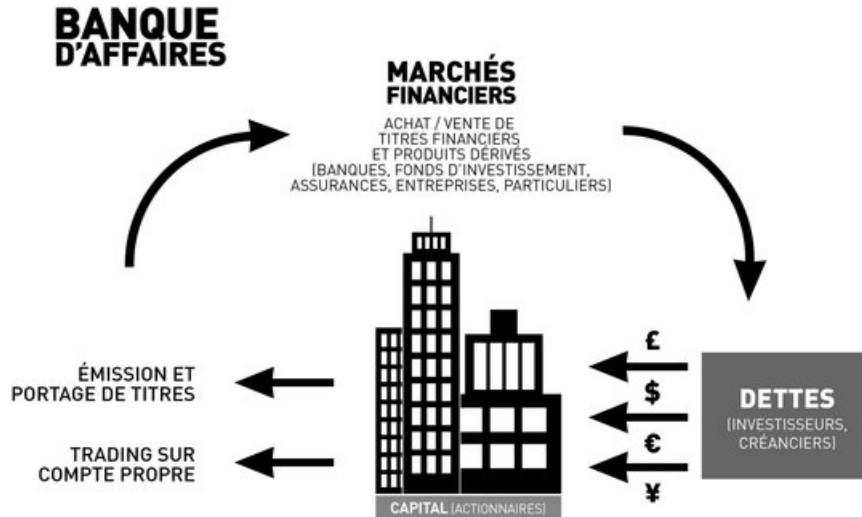 BANQUE
D'AFFAIRES
MARCHÉS
FINANCIERS
ACHAT / VENTE DE
TITRES FINANCIERS
ET PRODUITS DÉRIVÉS
(BANQUES, FONDS D'INVESTISSEMENT,
ASSURANCES, ENTREPRISES, PARTICULIERS)
ÉMISSION ET
PORTAGE DE TITRES
TRADING SUR
COMPTE PROPRE
£
$
€
¥
DETTES
(INVESTISSEURS,
CRÉANCIERS)
CAPITAL (ACTIONNAIRES)